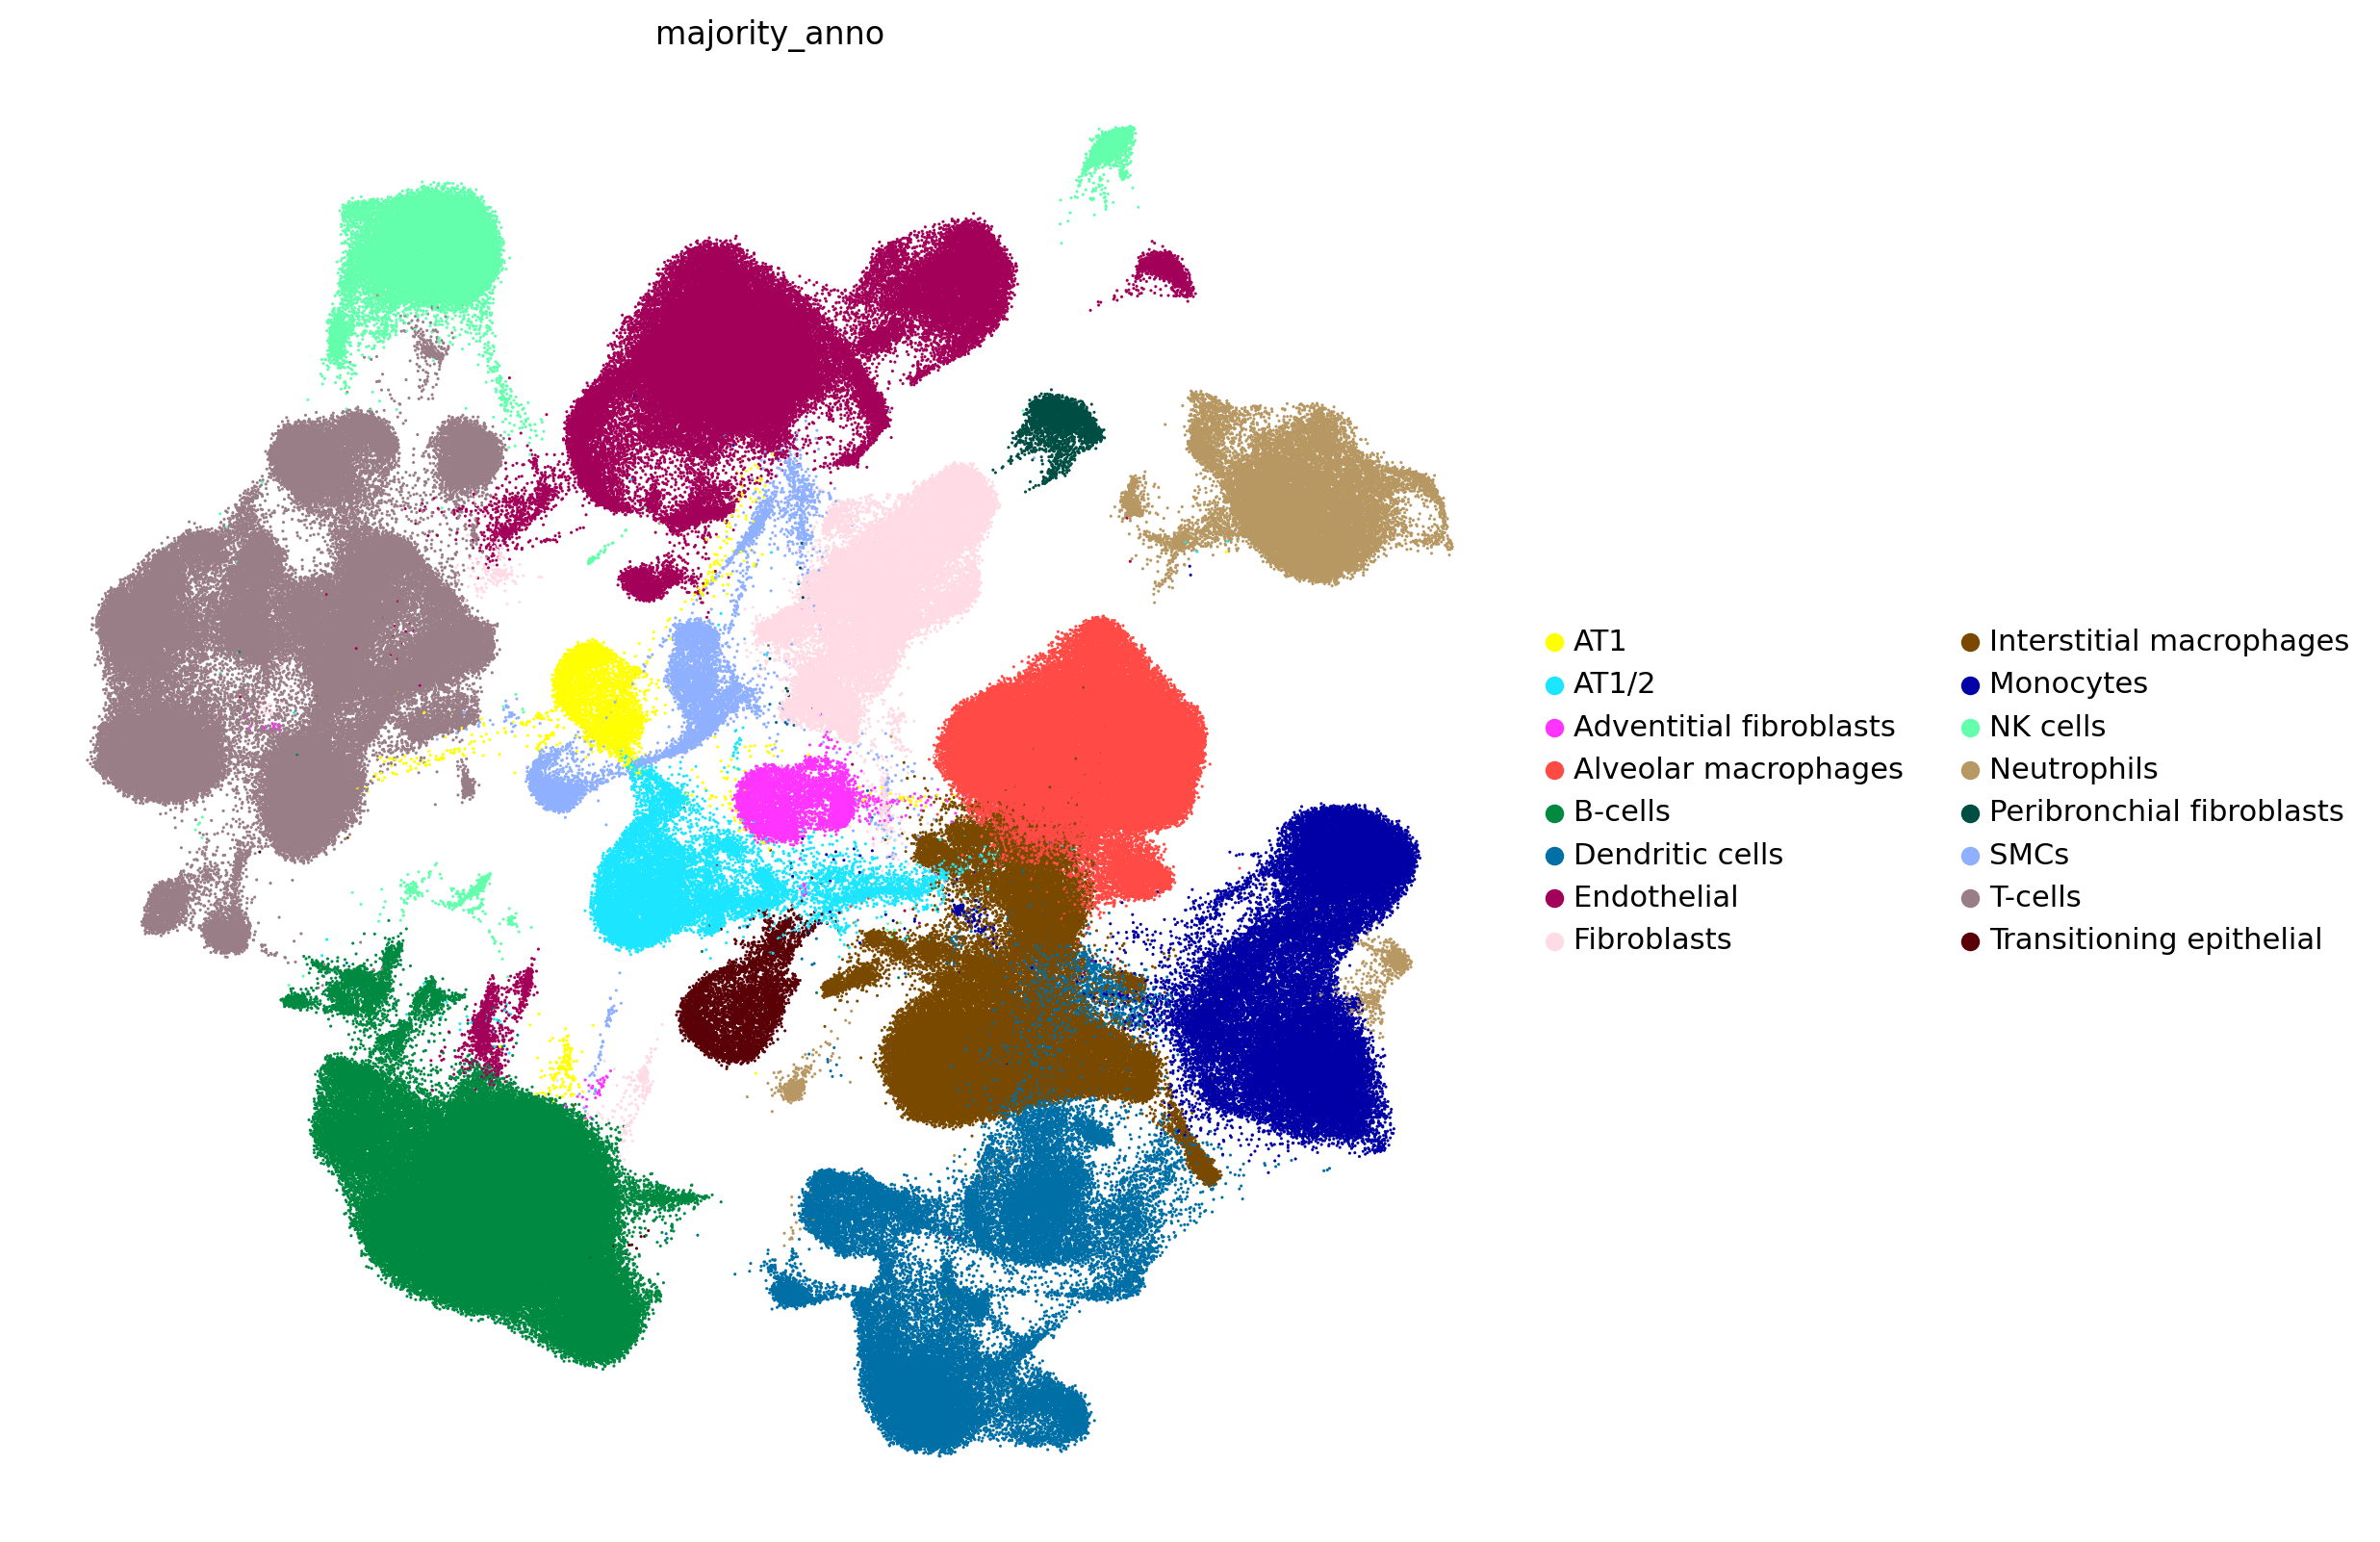 majority_anno
AT1
AT1/2
Adventitial fibroblasts
Alveolar macrophages
B-cells
Dendritic cells
Endothelial
Fibroblasts
Interstitial macrophages
Monocytes
NK cells
Neutrophils
Peribronchial fibroblasts
SMCs
T-cells
Transitioning epithelial